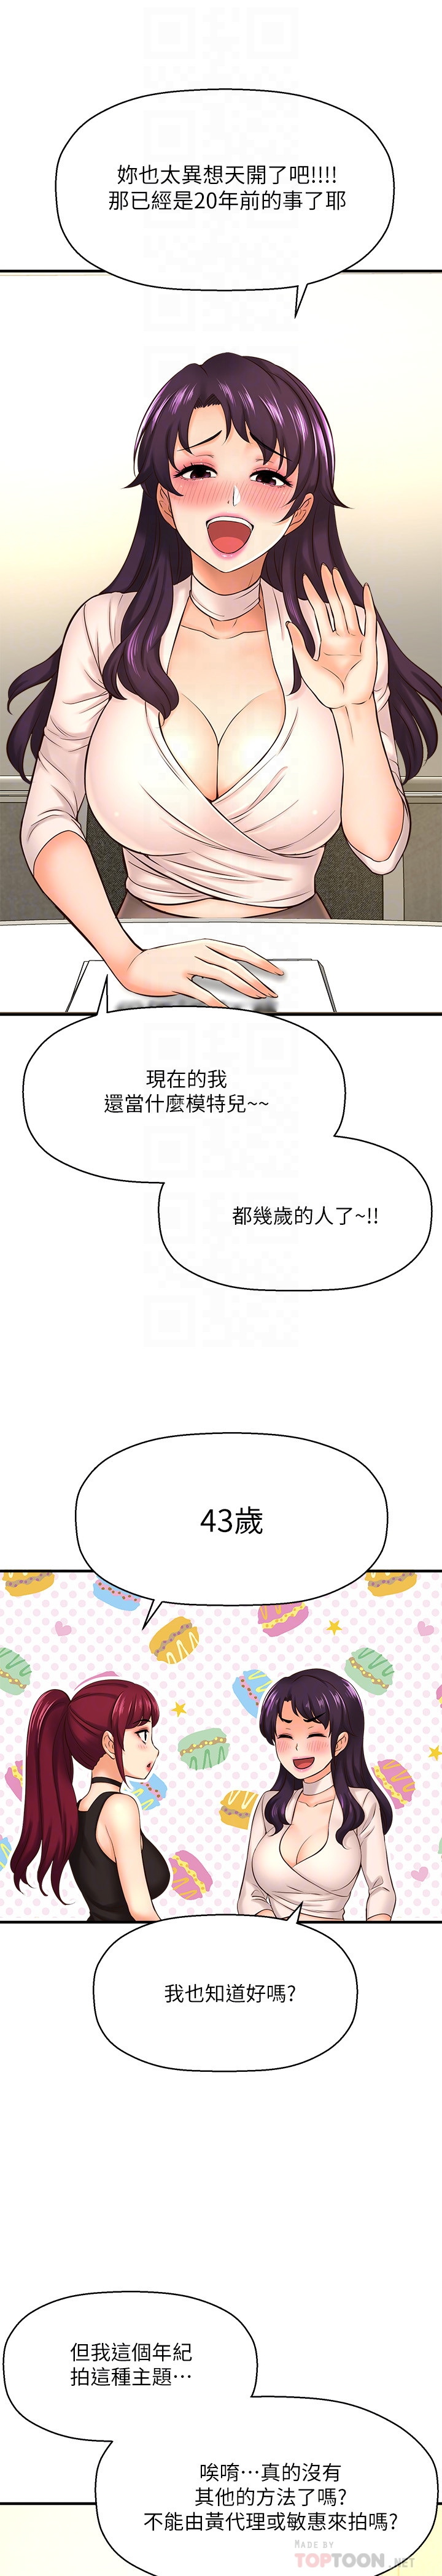 妳也太異想天開了吧!!!!
那已經是20年前的事了耶
現在的我
還當什麼模特兒~~
都幾歲的人了~!!
43歲
我也知道好嗎?
但我這個年紀
拍這種主題⋯
唉唷⋯真的沒有
其他的方法了嗎?
不能由黃代理或敏惠來拍嗎?
MADE BY
TOPTOON.NET